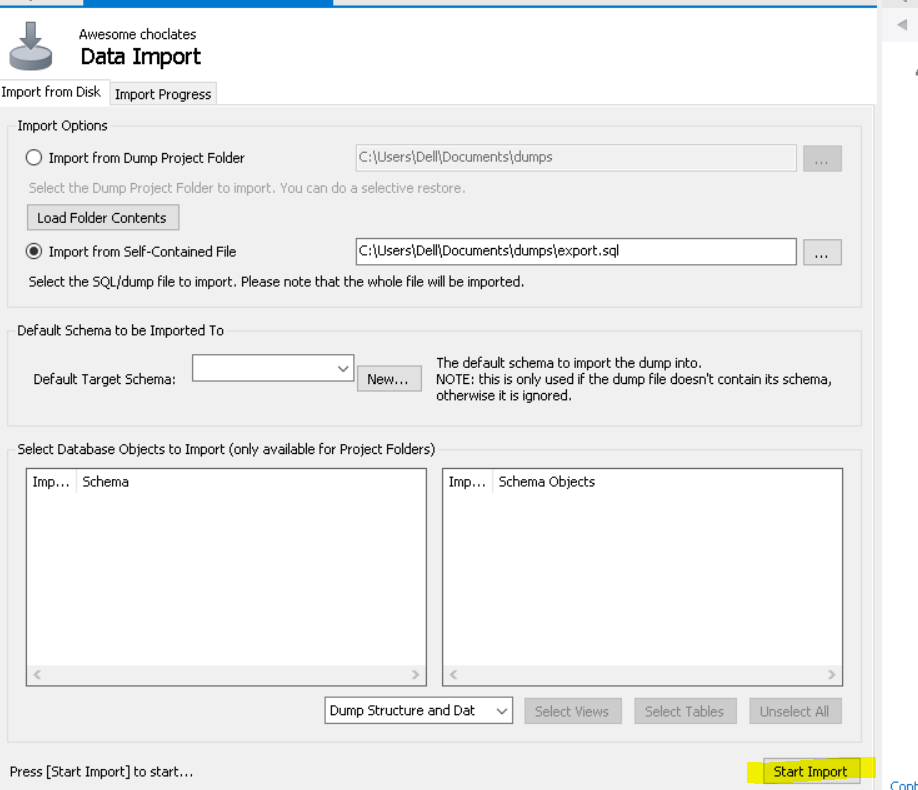 Awesome choclates
Data Import
Import from Disk Import Progress
Import Options
Import from Dump Project Folder C:\Users\Dell\Documents\dumps ...
Select the Dump Project Folder to import. You can do a selective restore.
Load Folder Contents
Import from Self-Contained File C:\Users\Dell\Documents\dumps\export.sql ...
Select the SQL/dump file to import. Please note that the whole file will be imported.
Default Schema to be Imported To
Default Target Schema: New... The default schema to import the dump into.
NOTE: this is only used if the dump file doesn't contain its schema,
otherwise it is ignored.
Select Database Objects to Import (only available for Project Folders)
Imp... Schema Imp... Schema Objects
Dump Structure and Dat Select Views Select Tables Unselect All
Press [Start Import] to start... Start Import